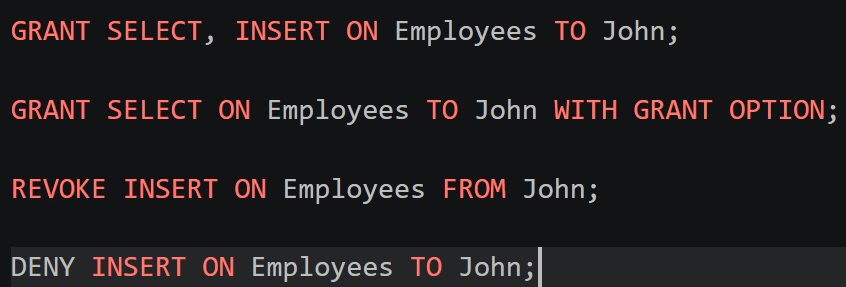 GRANT SELECT, INSERT ON Employees TO John;
GRANT SELECT ON Employees TO John WITH GRANT OPTION;
REVOKE INSERT ON Employees FROM John;
DENY INSERT ON Employees TO John;